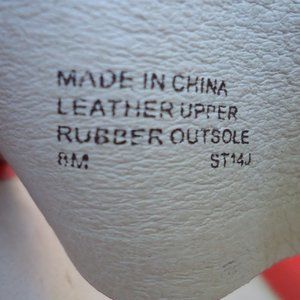 MADE IN CHINA
LEATHER UPPER
RUBBER OUTSOLE
8M ST14J